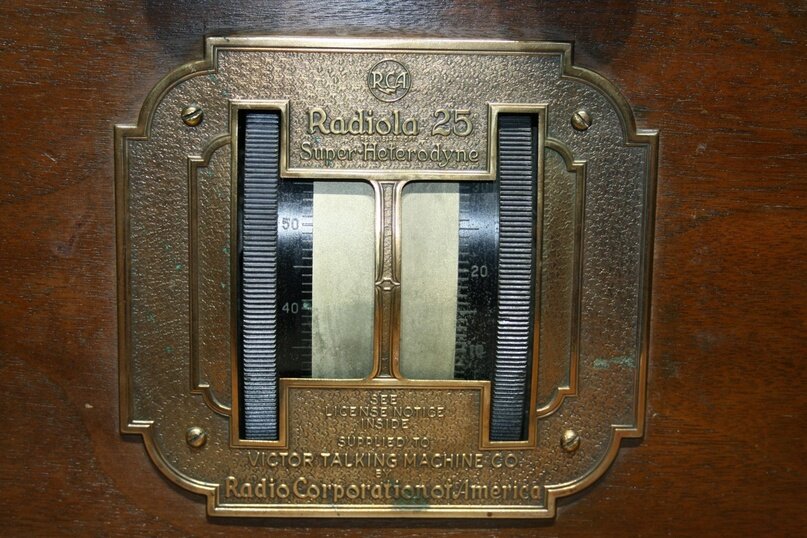 RCA
Radiola 25
Super-Heterodyne
50
20
40
10
SEE
LICENSE NOTICE
INSIDE
SUPPLIED TO
VICTOR TALKING MACHINE CO.
BY
Radio Corporation of America